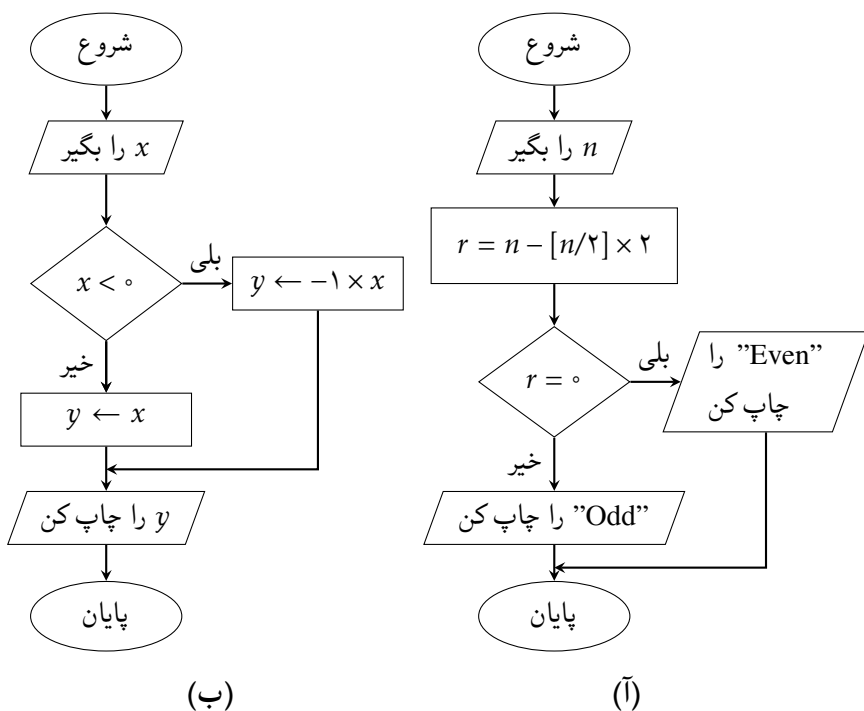 شروع
n را بگیر
r = n − [n/۲] × ۲
r = ۰
بلی
”Even“ را
چاپ کن
خیر
”Odd“ را چاپ کن
پایان
(آ)
شروع
x را بگیر
x < ۰
بلی
y ← −۱ × x
خیر
y ← x
y را چاپ کن
پایان
(ب)